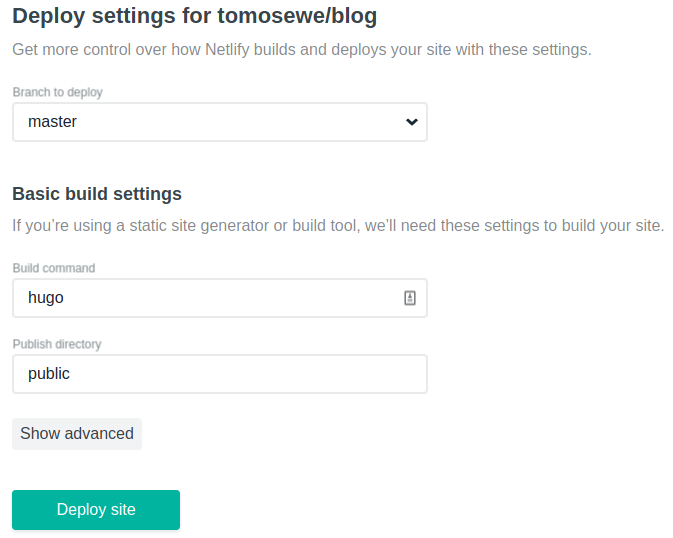 Deploy settings for tomosewe/blog
Get more control over how Netlify builds and deploys your site with these settings.
Branch to deploy
master
Basic build settings
If you’re using a static site generator or build tool, we’ll need these settings to build your site.
Build command
hugo
Publish directory
public
Show advanced
Deploy site